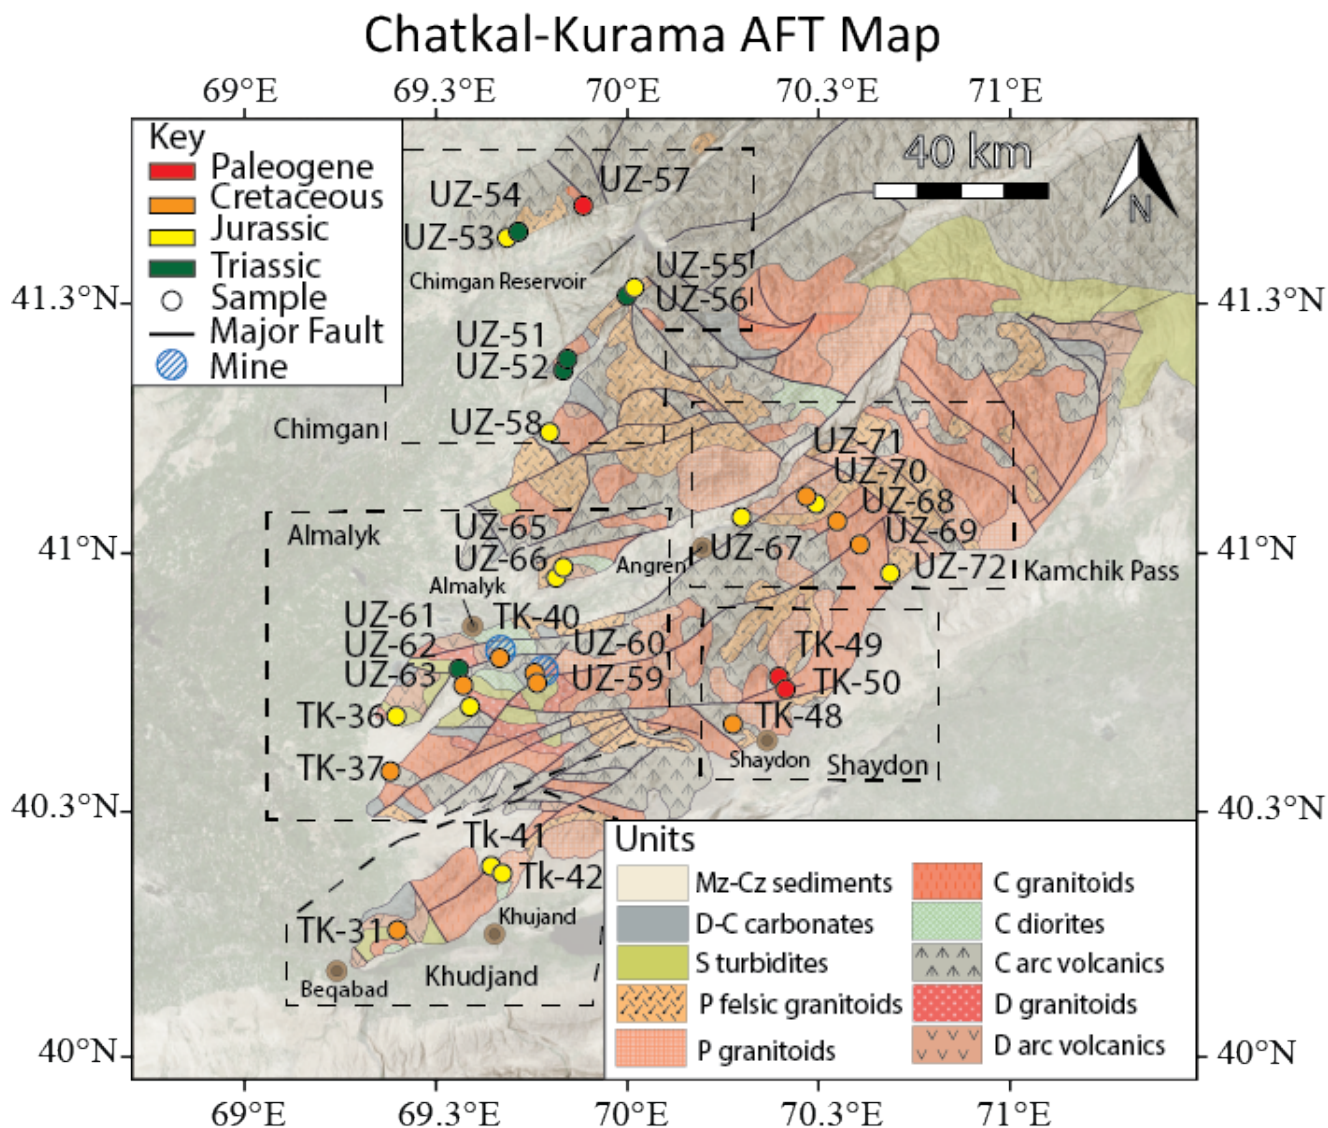 Chatkal-Kurama AFT Map
69°E 69.3°E 70°E 70.3°E 71°E
Key
Paleogene
Cretaceous
Jurassic
Triassic
Sample
Major Fault
Mine
40 km
N
UZ-57
UZ-54
UZ-53
Chimgan Reservoir
UZ-55
UZ-56
41.3°N
41.3°N
UZ-51
UZ-52
UZ-58
Chimgan
UZ-71
UZ-70
UZ-68
UZ-69
UZ-67
UZ-72
Kamchik Pass
Almalyk
UZ-65
UZ-66
41°N
41°N
Angren
Almalyk
UZ-61
TK-40
UZ-62
UZ-60
UZ-63
UZ-59
TK-49
TK-50
TK-36
TK-48
TK-37
Shaydon
Shaydon
40.3°N
40.3°N
Tk-41
Tk-42
TK-31
Khujand
Khudjand
Beqabad
40°N
40°N
Units
Mz-Cz sediments
D-C carbonates
S turbidites
P felsic granitoids
P granitoids
C granitoids
C diorites
C arc volcanics
D granitoids
D arc volcanics
69°E 69.3°E 70°E 70.3°E 71°E